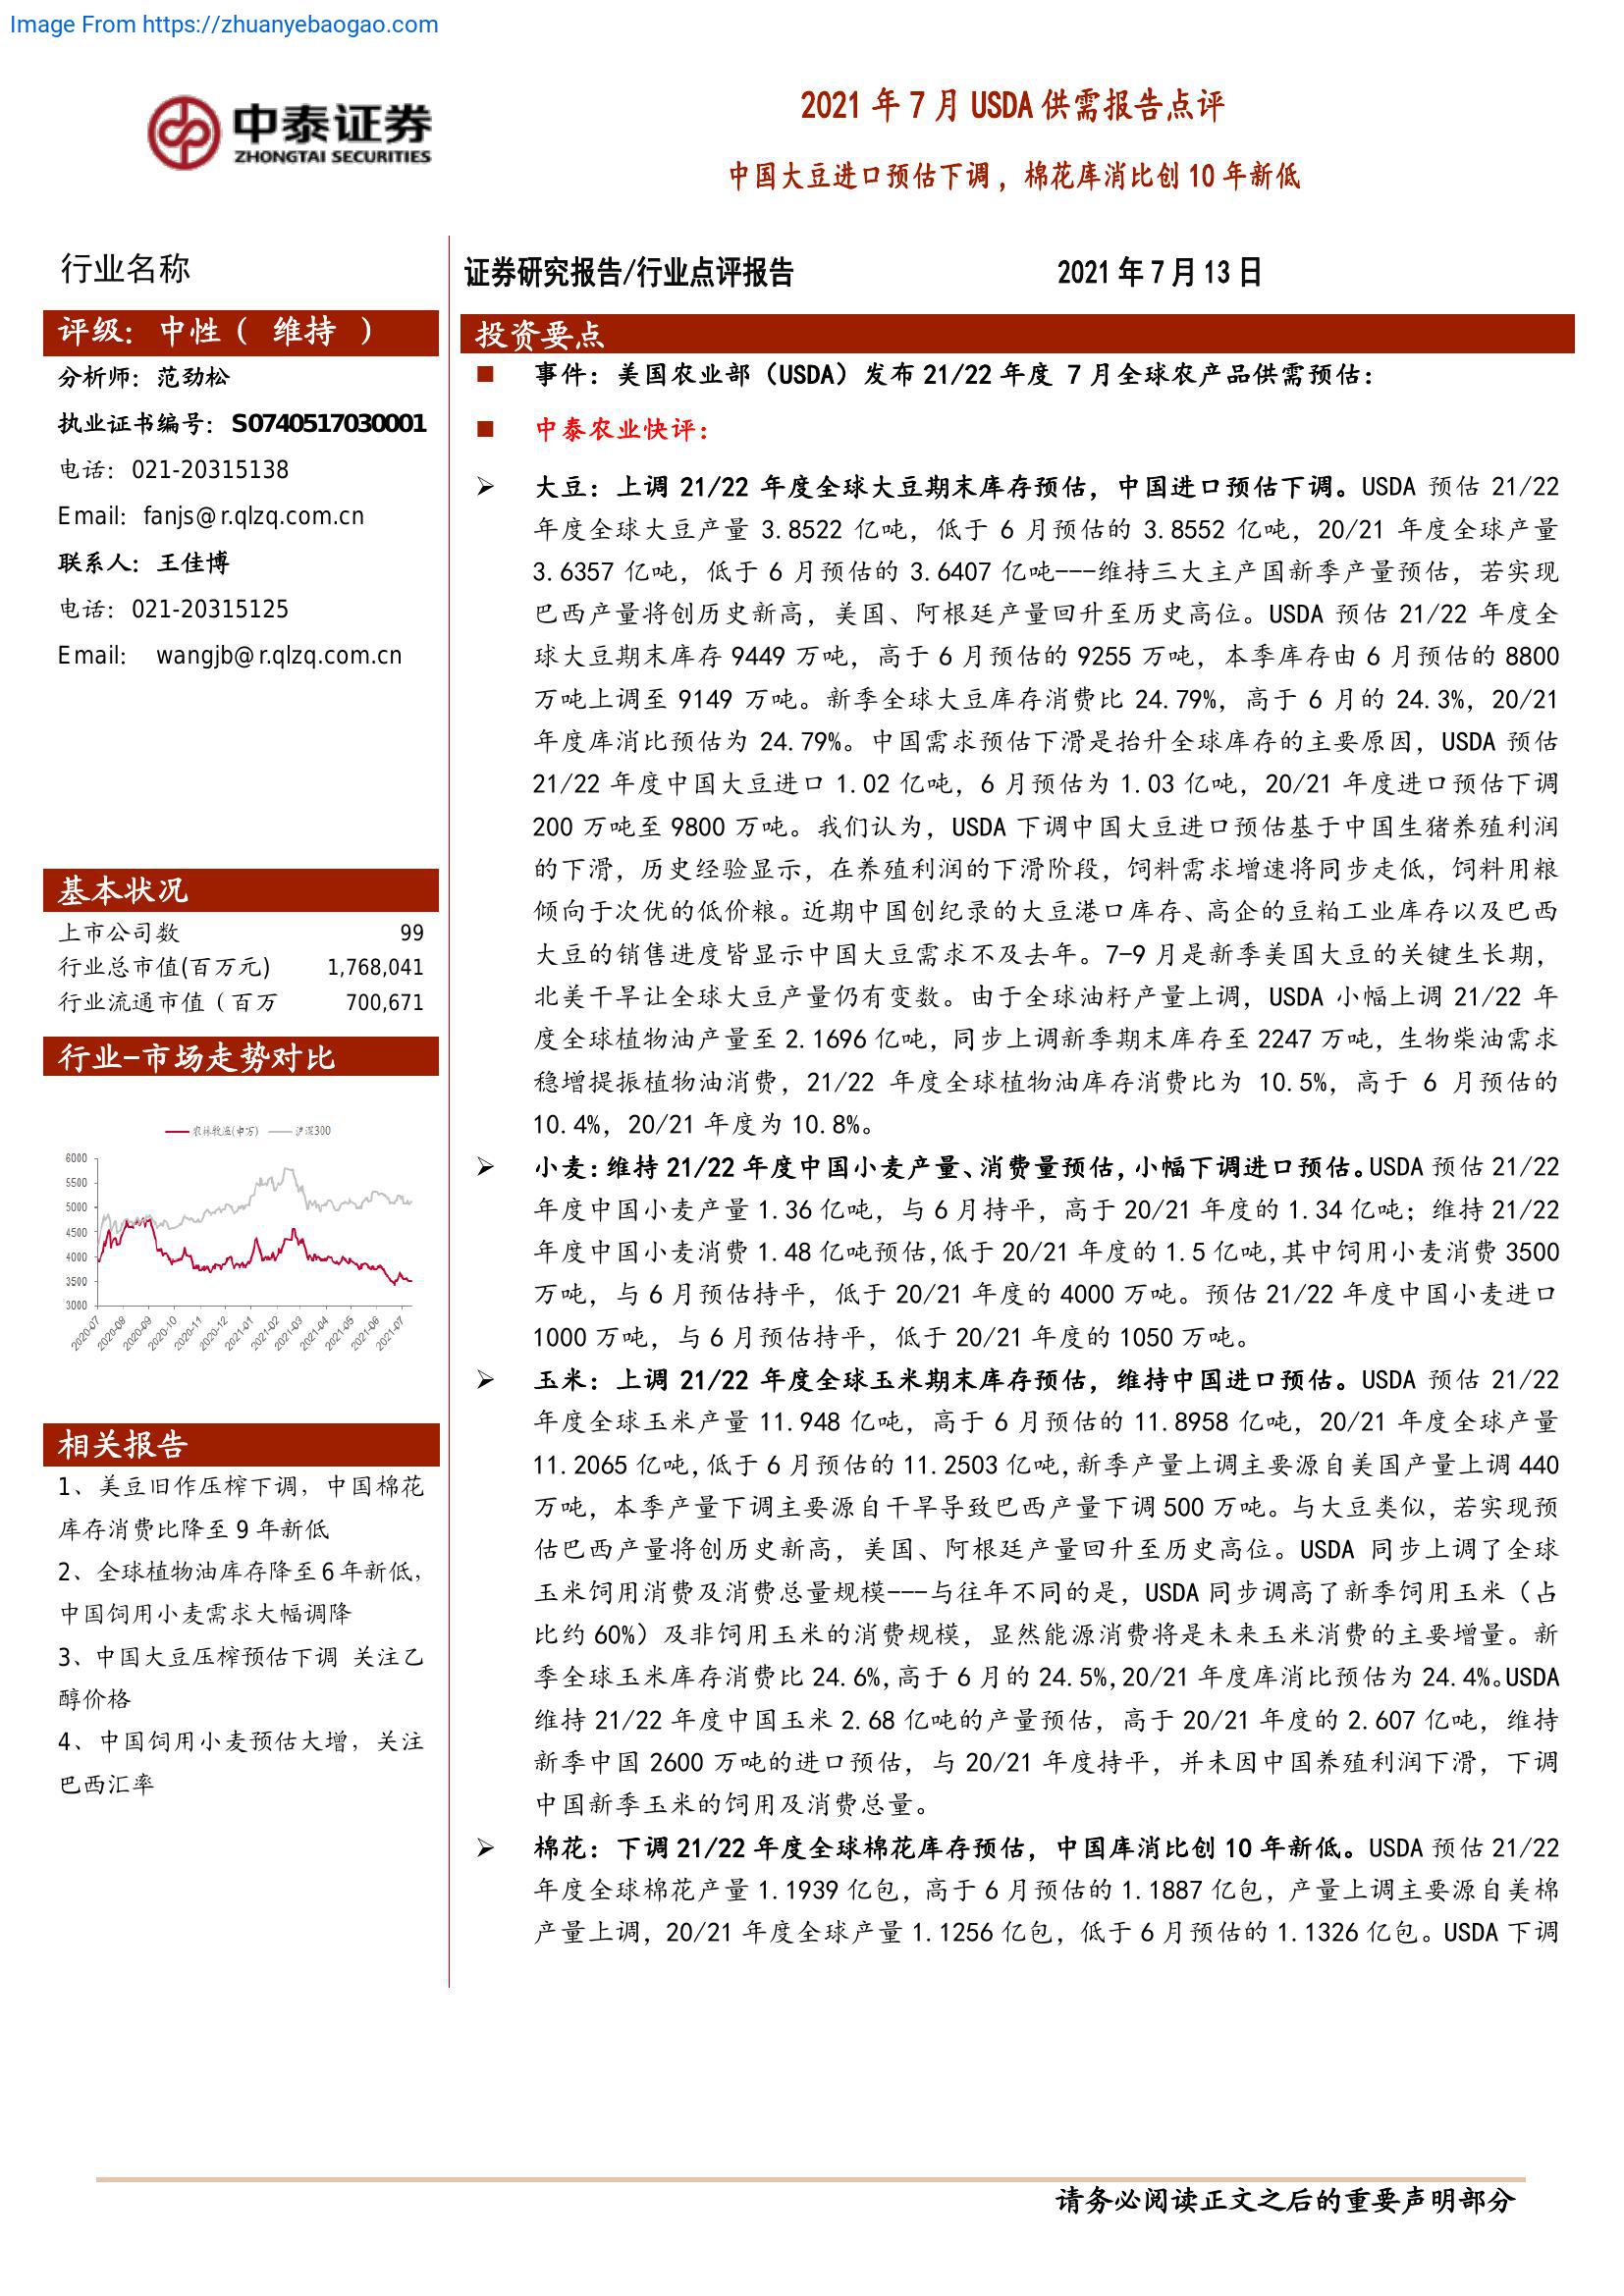 Image From https://zhuanyebaogao.com
中泰证券
ZHONGTAI SECURITIES
2021 年 7 月 USDA 供需报告点评
中国大豆进口预估下调，棉花库消比创 10 年新低
行业名称
证券研究报告/行业点评报告 2021 年 7 月 13 日
评级：中性（ 维持 ）
分析师：范劲松
执业证书编号：S0740517030001
电话：021-20315138
Email：fanjs@r.qlzq.com.cn
联系人：王佳博
电话：021-20315125
Email: wangjb@r.qlzq.com.cn
基本状况
上市公司数 99
行业总市值(百万元) 1,768,041
行业流通市值（百万 700,671
行业-市场走势对比
农林牧渔(申万) 沪深300
6000
5500
5000
4500
4000
3500
3000
2020-07 2020-08 2020-09 2020-10 2020-11 2020-12 2021-01 2021-02 2021-03 2021-04 2021-05 2021-06 2021-07
相关报告
1、美豆旧作压榨下调，中国棉花
库存消费比降至 9 年新低
2、全球植物油库存降至 6 年新低，
中国饲用小麦需求大幅调降
3、中国大豆压榨预估下调 关注乙
醇价格
4、中国饲用小麦预估大增，关注
巴西汇率
投资要点
■ 事件：美国农业部（USDA）发布 21/22 年度 7 月全球农产品供需预估：
■ 中泰农业快评：
➢ 大豆：上调 21/22 年度全球大豆期末库存预估，中国进口预估下调。USDA 预估 21/22
年度全球大豆产量 3.8522 亿吨，低于 6 月预估的 3.8552 亿吨，20/21 年度全球产量
3.6357 亿吨，低于 6 月预估的 3.6407 亿吨---维持三大主产国新季产量预估，若实现
巴西产量将创历史新高，美国、阿根廷产量回升至历史高位。USDA 预估 21/22 年度全
球大豆期末库存 9449 万吨，高于 6 月预估的 9255 万吨，本季库存由 6 月预估的 8800
万吨上调至 9149 万吨。新季全球大豆库存消费比 24.79%，高于 6 月的 24.3%，20/21
年度库消比预估为 24.79%。中国需求预估下滑是抬升全球库存的主要原因，USDA 预估
21/22 年度中国大豆进口 1.02 亿吨，6 月预估为 1.03 亿吨，20/21 年度进口预估下调
200 万吨至 9800 万吨。我们认为，USDA 下调中国大豆进口预估基于中国生猪养殖利润
的下滑，历史经验显示，在养殖利润的下滑阶段，饲料需求增速将同步走低，饲料用粮
倾向于次优的低价粮。近期中国创纪录的大豆港口库存、高企的豆粕工业库存以及巴西
大豆的销售进度皆显示中国大豆需求不及去年。7-9 月是新季美国大豆的关键生长期，
北美干旱让全球大豆产量仍有变数。由于全球油籽产量上调，USDA 小幅上调 21/22 年
度全球植物油产量至 2.1696 亿吨，同步上调新季期末库存至 2247 万吨，生物柴油需求
稳增提振植物油消费，21/22 年度全球植物油库存消费比为 10.5%，高于 6 月预估的
10.4%，20/21 年度为 10.8%。
➢ 小麦：维持 21/22 年度中国小麦产量、消费量预估，小幅下调进口预估。USDA 预估 21/22
年度中国小麦产量 1.36 亿吨，与 6 月持平，高于 20/21 年度的 1.34 亿吨；维持 21/22
年度中国小麦消费 1.48 亿吨预估，低于 20/21 年度的 1.5 亿吨，其中饲用小麦消费 3500
万吨，与 6 月预估持平，低于 20/21 年度的 4000 万吨。预估 21/22 年度中国小麦进口
1000 万吨，与 6 月预估持平，低于 20/21 年度的 1050 万吨。
➢ 玉米：上调 21/22 年度全球玉米期末库存预估，维持中国进口预估。USDA 预估 21/22
年度全球玉米产量 11.948 亿吨，高于 6 月预估的 11.8958 亿吨，20/21 年度全球产量
11.2065 亿吨，低于 6 月预估的 11.2503 亿吨，新季产量上调主要源自美国产量上调 440
万吨，本季产量下调主要源自干旱导致巴西产量下调 500 万吨。与大豆类似，若实现预
估巴西产量将创历史新高，美国、阿根廷产量回升至历史高位。USDA 同步上调了全球
玉米饲用消费及消费总量规模---与往年不同的是，USDA 同步调高了新季饲用玉米（占
比约 60%）及非饲用玉米的消费规模，显然能源消费将是未来玉米消费的主要增量。新
季全球玉米库存消费比 24.6%，高于 6 月的 24.5%，20/21 年度库消比预估为 24.4%。USDA
维持 21/22 年度中国玉米 2.68 亿吨的产量预估，高于 20/21 年度的 2.607 亿吨，维持
新季中国 2600 万吨的进口预估，与 20/21 年度持平，并未因中国养殖利润下滑，下调
中国新季玉米的饲用及消费总量。
➢ 棉花：下调 21/22 年度全球棉花库存预估，中国库消比创 10 年新低。USDA 预估 21/22
年度全球棉花产量 1.1939 亿包，高于 6 月预估的 1.1887 亿包，产量上调主要源自美棉
产量上调，20/21 年度全球产量 1.1256 亿包，低于 6 月预估的 1.1326 亿包。USDA 下调
请务必阅读正文之后的重要声明部分